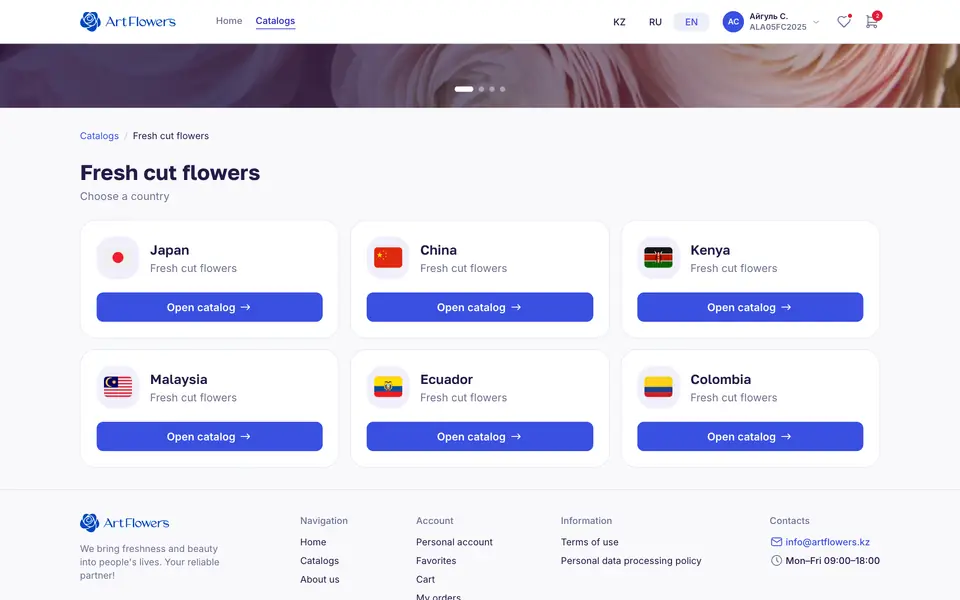 ArtFlowers
Home
Catalogs
KZ
RU
EN
AC
Айгуль С.
ALA05FC2025
2
Catalogs / Fresh cut flowers
Fresh cut flowers
Choose a country
Japan
Fresh cut flowers
Open catalog →
China
Fresh cut flowers
Open catalog →
Kenya
Fresh cut flowers
Open catalog →
Malaysia
Fresh cut flowers
Open catalog →
Ecuador
Fresh cut flowers
Open catalog →
Colombia
Fresh cut flowers
Open catalog →
ArtFlowers
We bring freshness and beauty
into people's lives. Your reliable
partner!
Navigation
Home
Catalogs
About us
Account
Personal account
Favorites
Cart
My orders
Information
Terms of use
Personal data processing policy
Contacts
info@artflowers.kz
Mon–Fri 09:00–18:00